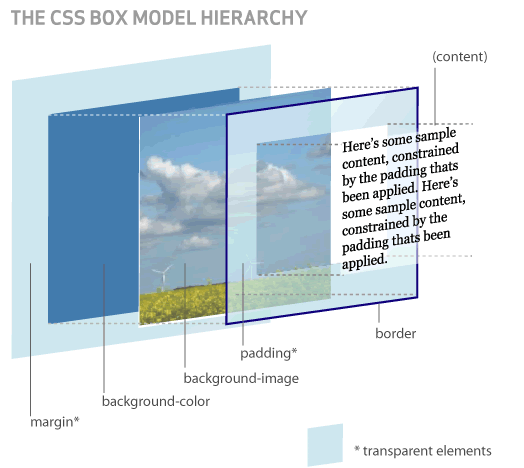 THE CSS BOX MODEL HIERARCHY
(content)
Here's some sample
content, constrained
by the padding thats
been applied. Here's
some sample content,
constrained by the
padding thats been
applied.
border
padding*
background-image
background-color
margin*
* transparent elements